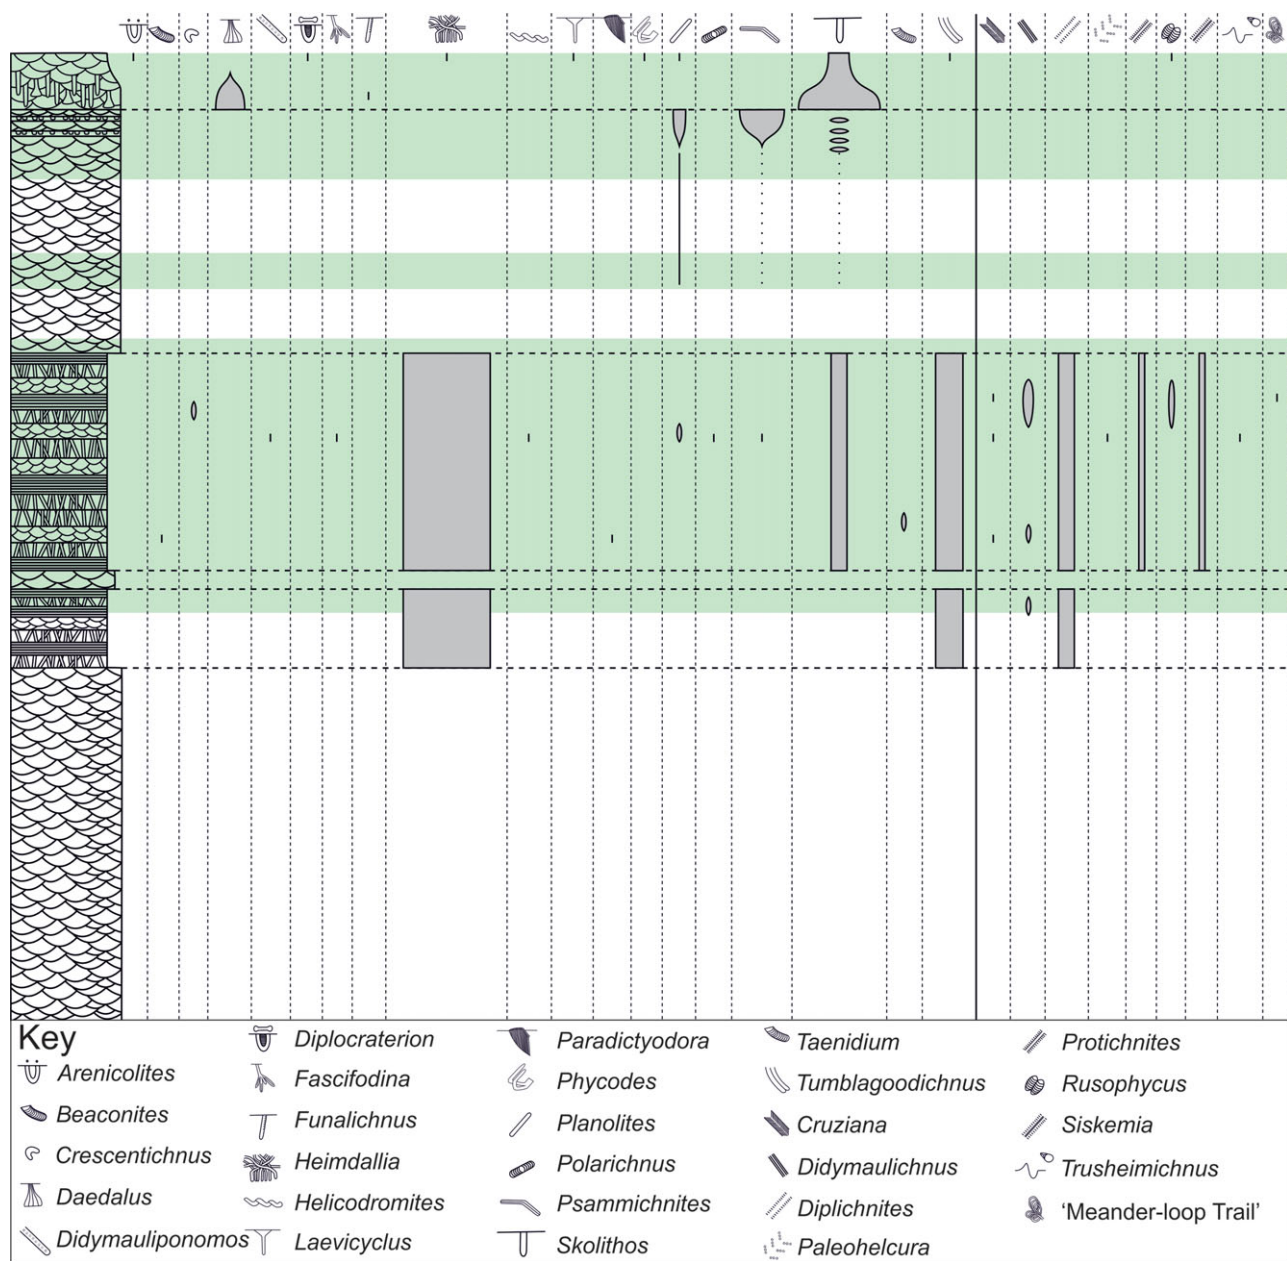 Key
Arenicolites
Beaconites
Crescentichnus
Daedalus
Didymauliponomos
Diplocraterion
Fascifodina
Funalichnus
Heimdallia
Helicodromites
Laevicyclus
Paradictyodora
Phycodes
Planolites
Polarichnus
Psammichnites
Skolithos
Taenidium
Tumblagoodichnus
Cruziana
Didymaulichnus
Diplichnites
Paleohelcura
Protichnites
Rusophycus
Siskemia
Trusheimichnus
‘Meander-loop Trail’